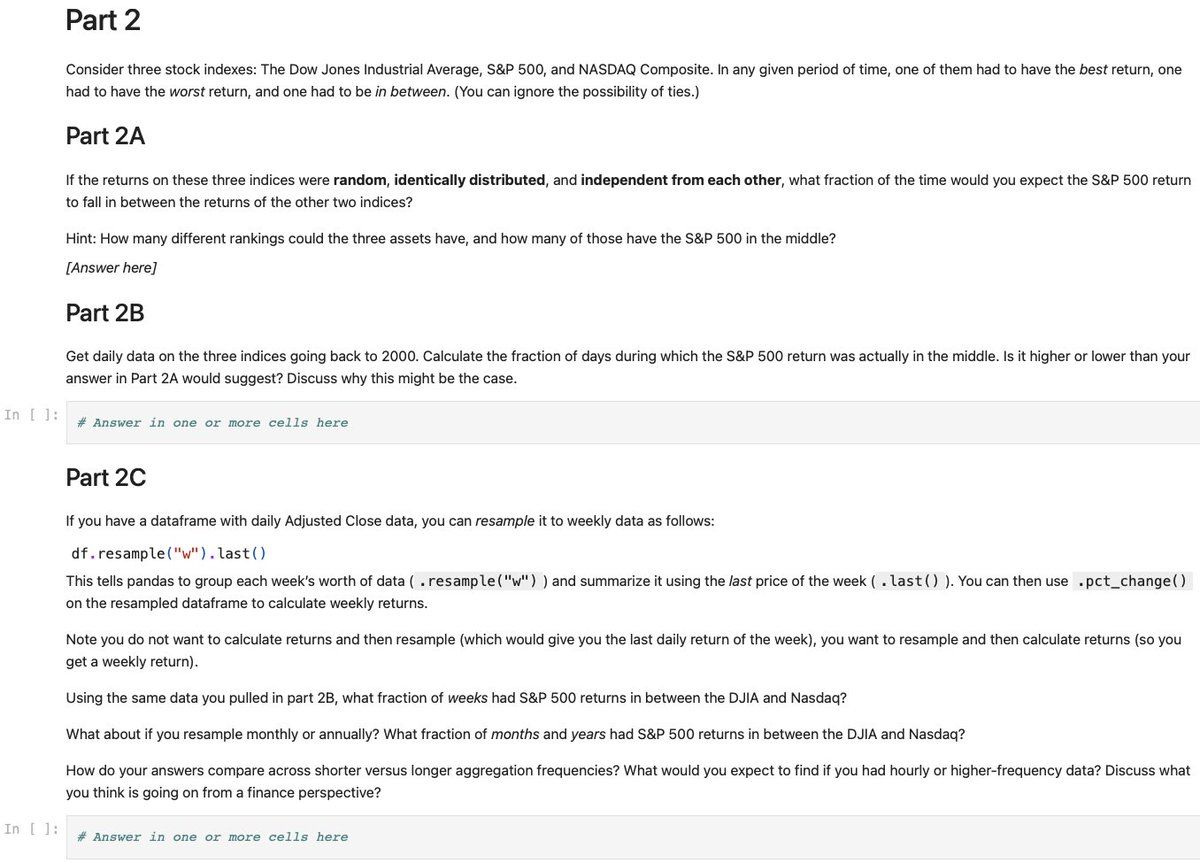 Part 2
Consider three stock indexes: The Dow Jones Industrial Average, S&P 500, and NASDAQ Composite. In any given period of time, one of them had to have the best return, one
had to have the worst return, and one had to be in between. (You can ignore the possibility of ties.)
Part 2A
If the returns on these three indices were random, identically distributed, and independent from each other, what fraction of the time would you expect the S&P 500 return
to fall in between the returns of the other two indices?
Hint: How many different rankings could the three assets have, and how many of those have the S&P 500 in the middle?
[Answer here]
Part 2B
Get daily data on the three indices going back to 2000. Calculate the fraction of days during which the S&P 500 return was actually in the middle. Is it higher or lower than your
answer in Part 2A would suggest? Discuss why this might be the case.
In [ ]:
# Answer in one or more cells here
Part 2C
If you have a dataframe with daily Adjusted Close data, you can resample it to weekly data as follows:
df.resample("w").last()
This tells pandas to group each week’s worth of data ( .resample("w") ) and summarize it using the last price of the week ( .last() ). You can then use .pct_change()
on the resampled dataframe to calculate weekly returns.
Note you do not want to calculate returns and then resample (which would give you the last daily return of the week), you want to resample and then calculate returns (so you
get a weekly return).
Using the same data you pulled in part 2B, what fraction of weeks had S&P 500 returns in between the DJIA and Nasdaq?
What about if you resample monthly or annually? What fraction of months and years had S&P 500 returns in between the DJIA and Nasdaq?
How do your answers compare across shorter versus longer aggregation frequencies? What would you expect to find if you had hourly or higher-frequency data? Discuss what
you think is going on from a finance perspective?
In [ ]:
# Answer in one or more cells here